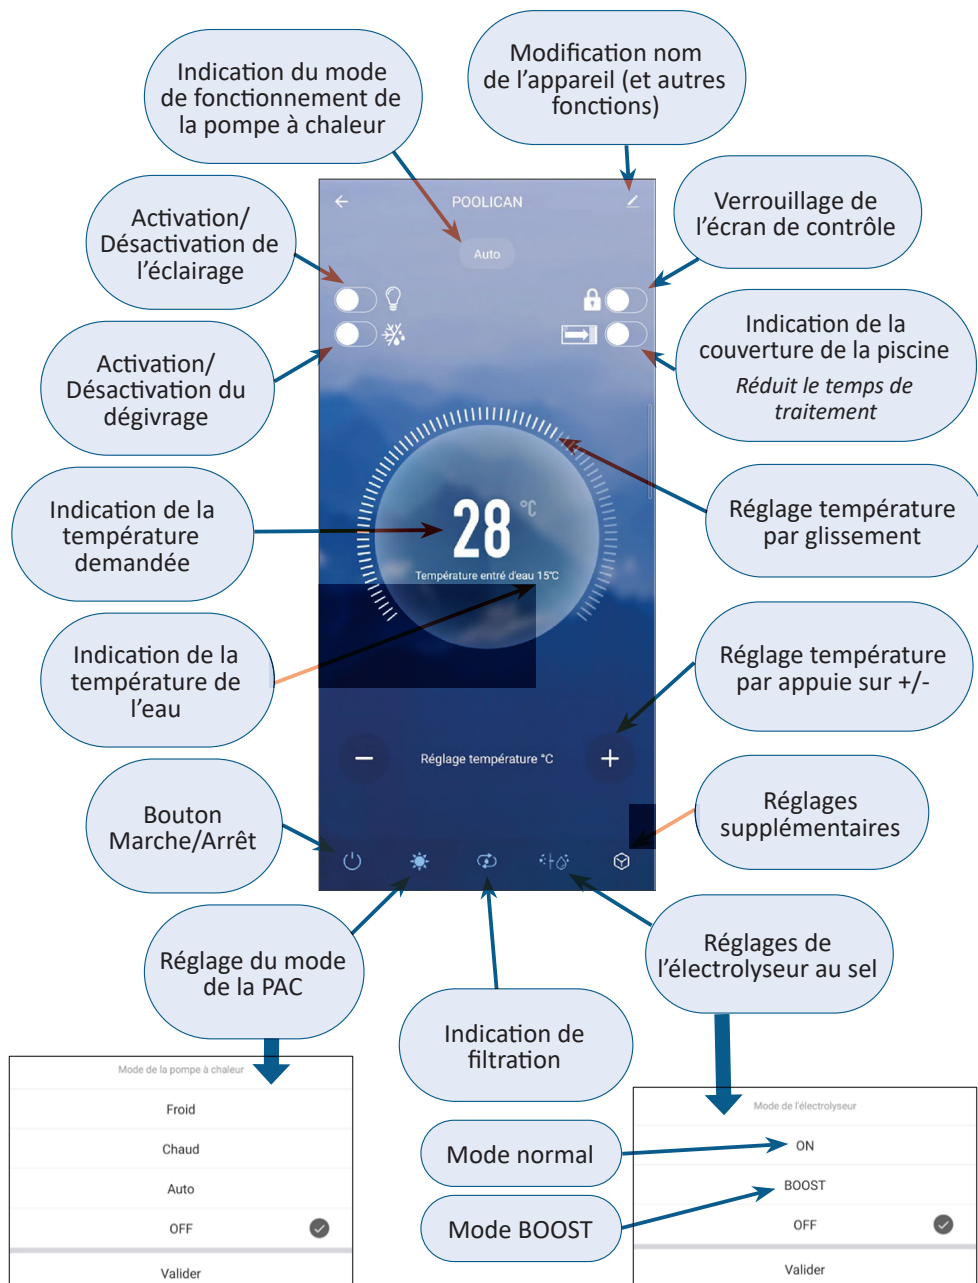 Indication du mode
de fonctionnement de
la pompe à chaleur
Modification nom
de l'appareil (et autres
fonctions)
Activation/
Désactivation de
l'éclairage
Verrouillage de
l'écran de contrôle
POOLICAN
Auto
Activation/
Désactivation du
dégivrage
Indication de la
couverture de la piscine
Réduit le temps de
traitement
Indication de la
température
demandée
28 °C
Température entré d'eau 15°C
Réglage température
par glissement
Indication de la
température de
l'eau
Réglage température
par appuie sur +/-
Réglage température °C
Bouton
Marche/Arrêt
Réglages
supplémentaires
Réglage du mode
de la PAC
Réglages de
l'électrolyseur au sel
Indication de
filtration
Mode de la pompe à chaleur
Froid
Chaud
Auto
OFF
Valider
Mode normal
Mode BOOST
Mode de l'électrolyseur
ON
BOOST
OFF
Valider